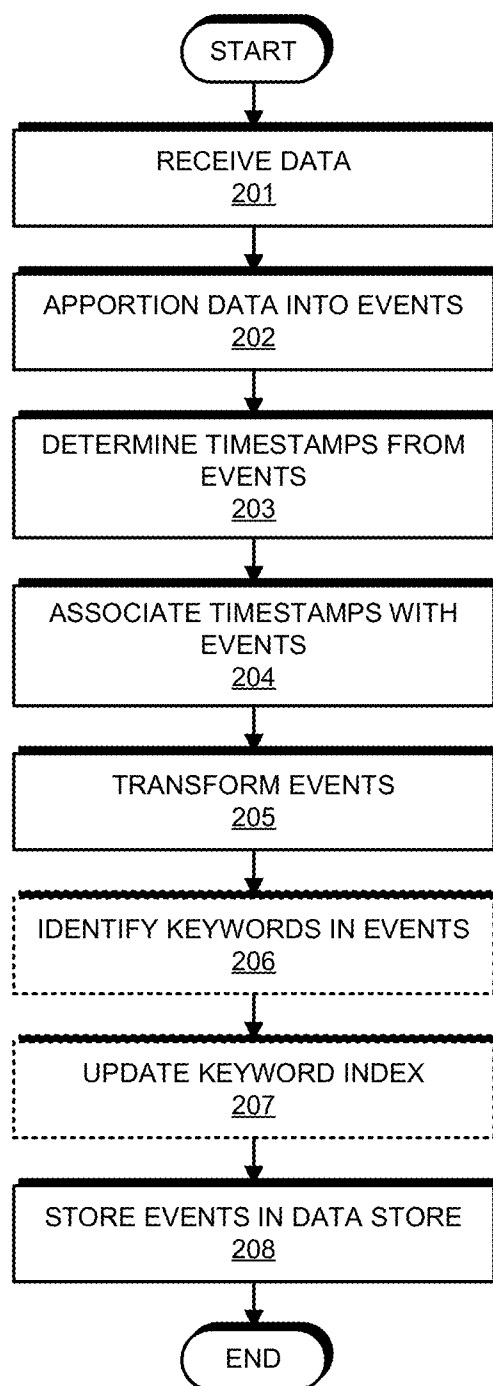 START
RECEIVE DATA
201
APPORTION DATA INTO EVENTS
202
DETERMINE TIMESTAMPS FROM
EVENTS
203
ASSOCIATE TIMESTAMPS WITH
EVENTS
204
TRANSFORM EVENTS
205
IDENTIFY KEYWORDS IN EVENTS
206
UPDATE KEYWORD INDEX
207
STORE EVENTS IN DATA STORE
208
END